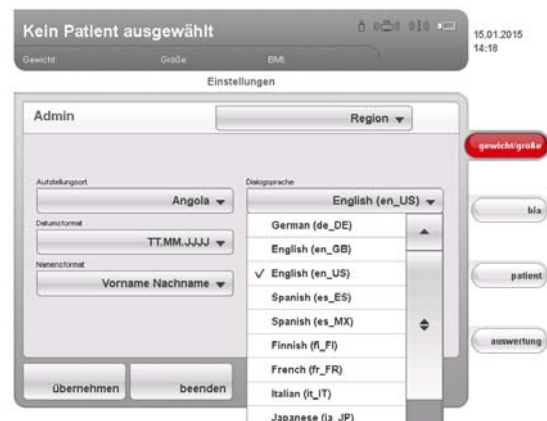 Kein Patient ausgewählt
15.01.2015
14:18
Gewicht: Größe: BMI:
Einstellungen
Admin
Region
gewicht/größe
bia
patient
auswertung
Aufstellungsort
Angola
Datumsformat
TT.MM.JJJJ
Namensformat
Vorname Nachname
Dialogsprache
English (en_US)
German (de_DE)
English (en_GB)
✓ English (en_US)
Spanish (es_ES)
Spanish (es_MX)
Finnish (fi_FI)
French (fr_FR)
Italian (it_IT)
Japanese (ja_JP)
übernehmen
beenden